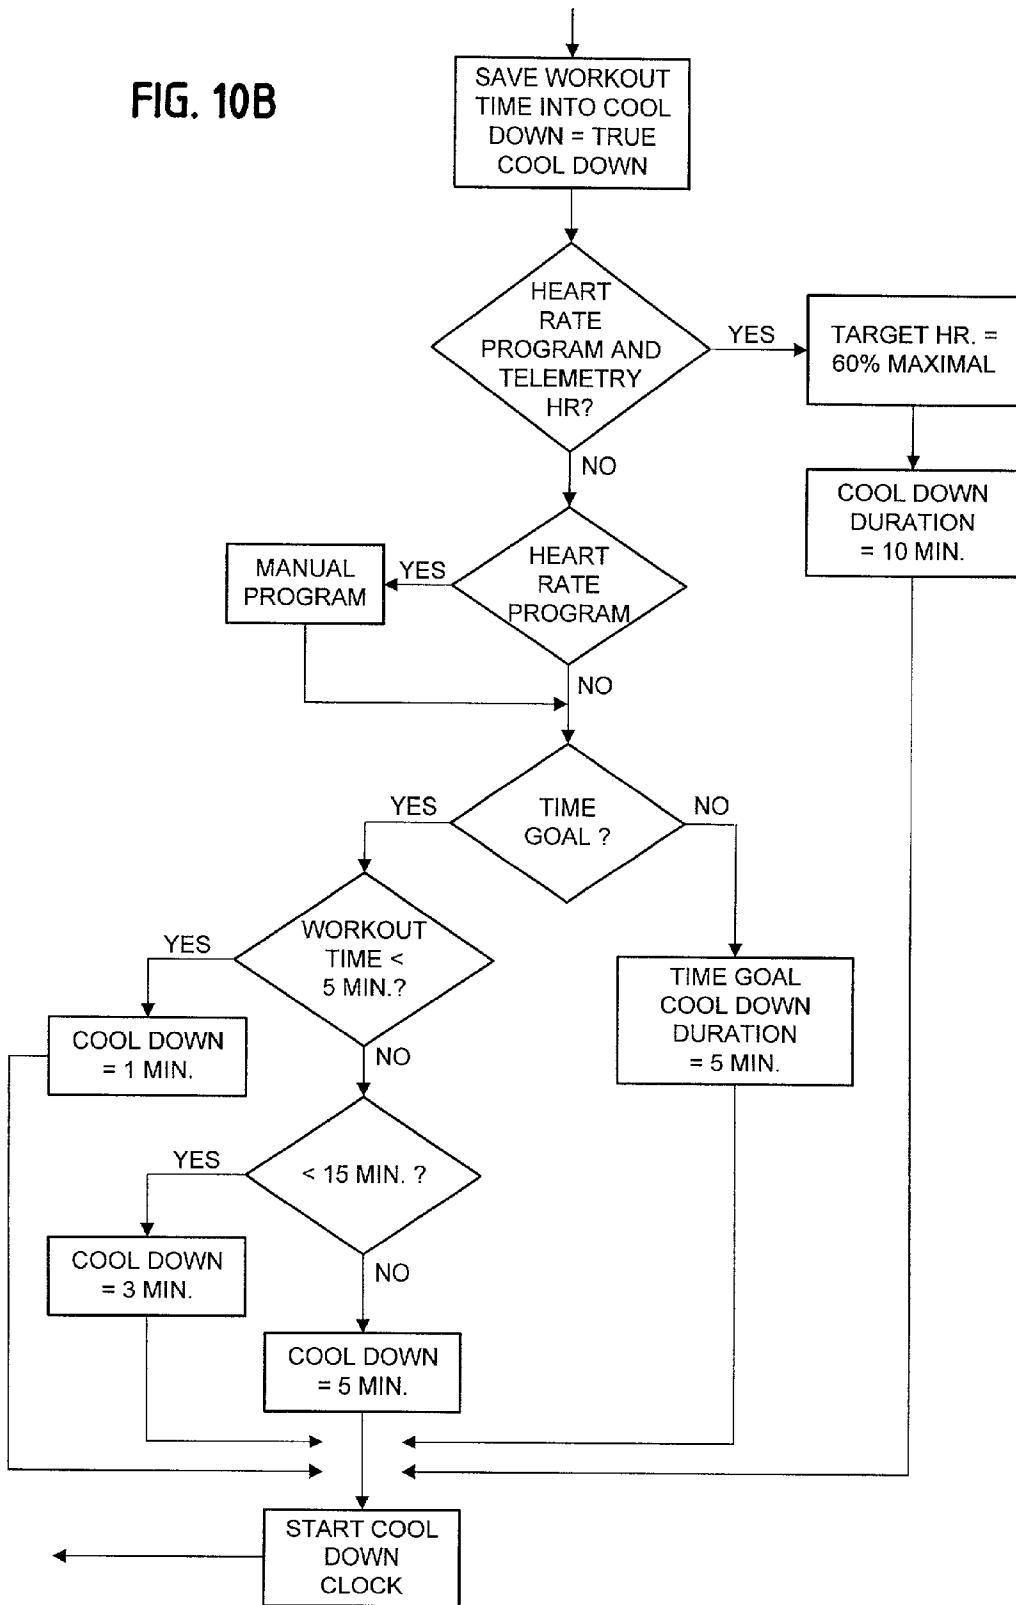 FIG. 10B
SAVE WORKOUT
TIME INTO COOL
DOWN = TRUE
COOL DOWN
HEART
RATE
PROGRAM AND
TELEMETRY
HR?
YES
TARGET HR. =
60% MAXIMAL
NO
COOL DOWN
DURATION
= 10 MIN.
HEART
RATE
PROGRAM
YES
MANUAL
PROGRAM
NO
TIME
GOAL ?
YES
NO
WORKOUT
TIME <
5 MIN.?
YES
TIME GOAL
COOL DOWN
DURATION
= 5 MIN.
COOL DOWN
= 1 MIN.
NO
< 15 MIN. ?
YES
COOL DOWN
= 3 MIN.
NO
COOL DOWN
= 5 MIN.
START COOL
DOWN
CLOCK